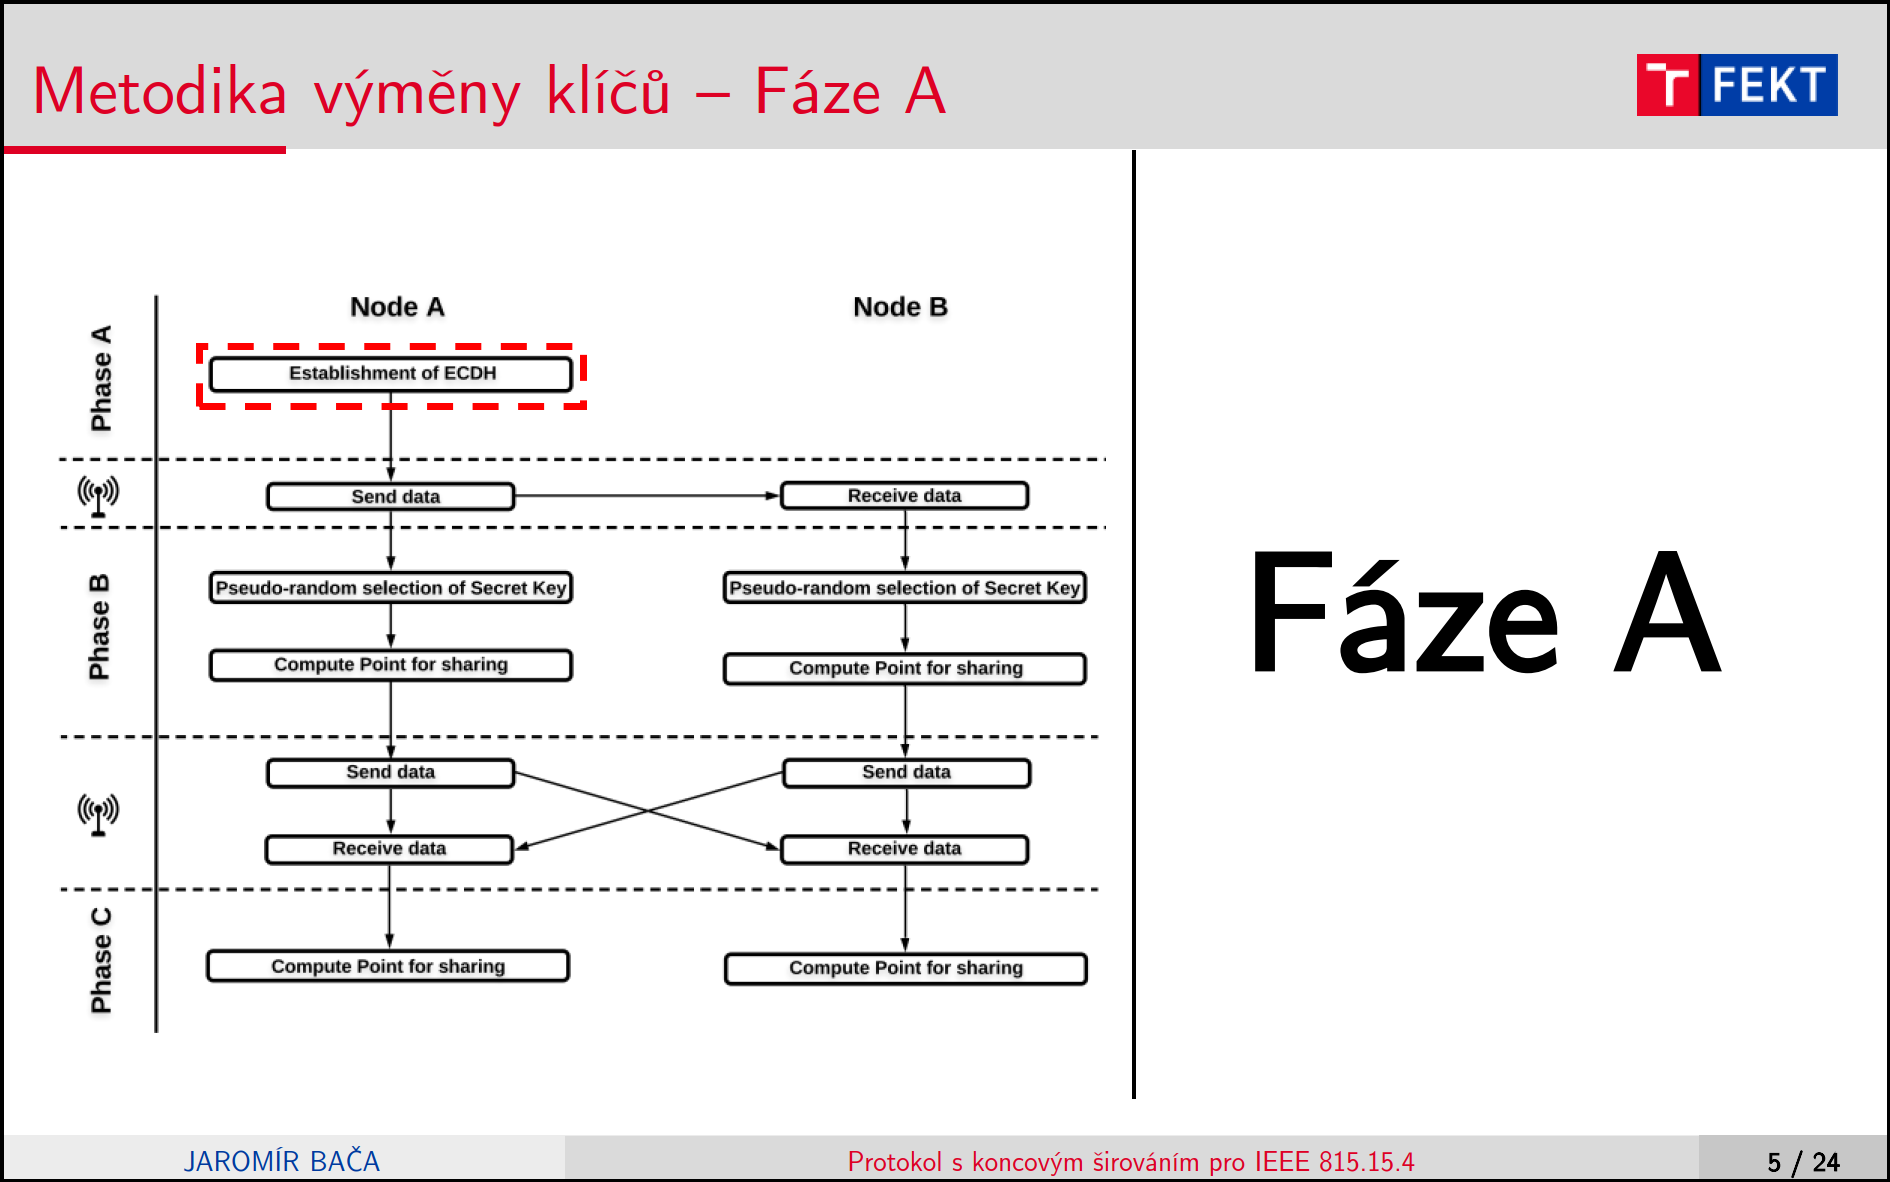 Metodika výměny klíčů – Fáze A
T FEKT
Node A
Node B
Phase A
Establishment of ECDH
Send data
Receive data
Phase B
Pseudo-random selection of Secret Key
Pseudo-random selection of Secret Key
Compute Point for sharing
Compute Point for sharing
Send data
Send data
Receive data
Receive data
Phase C
Compute Point for sharing
Compute Point for sharing
Fáze A
JAROMÍR BAČA
Protokol s koncovým širováním pro IEEE 815.15.4
5 / 24